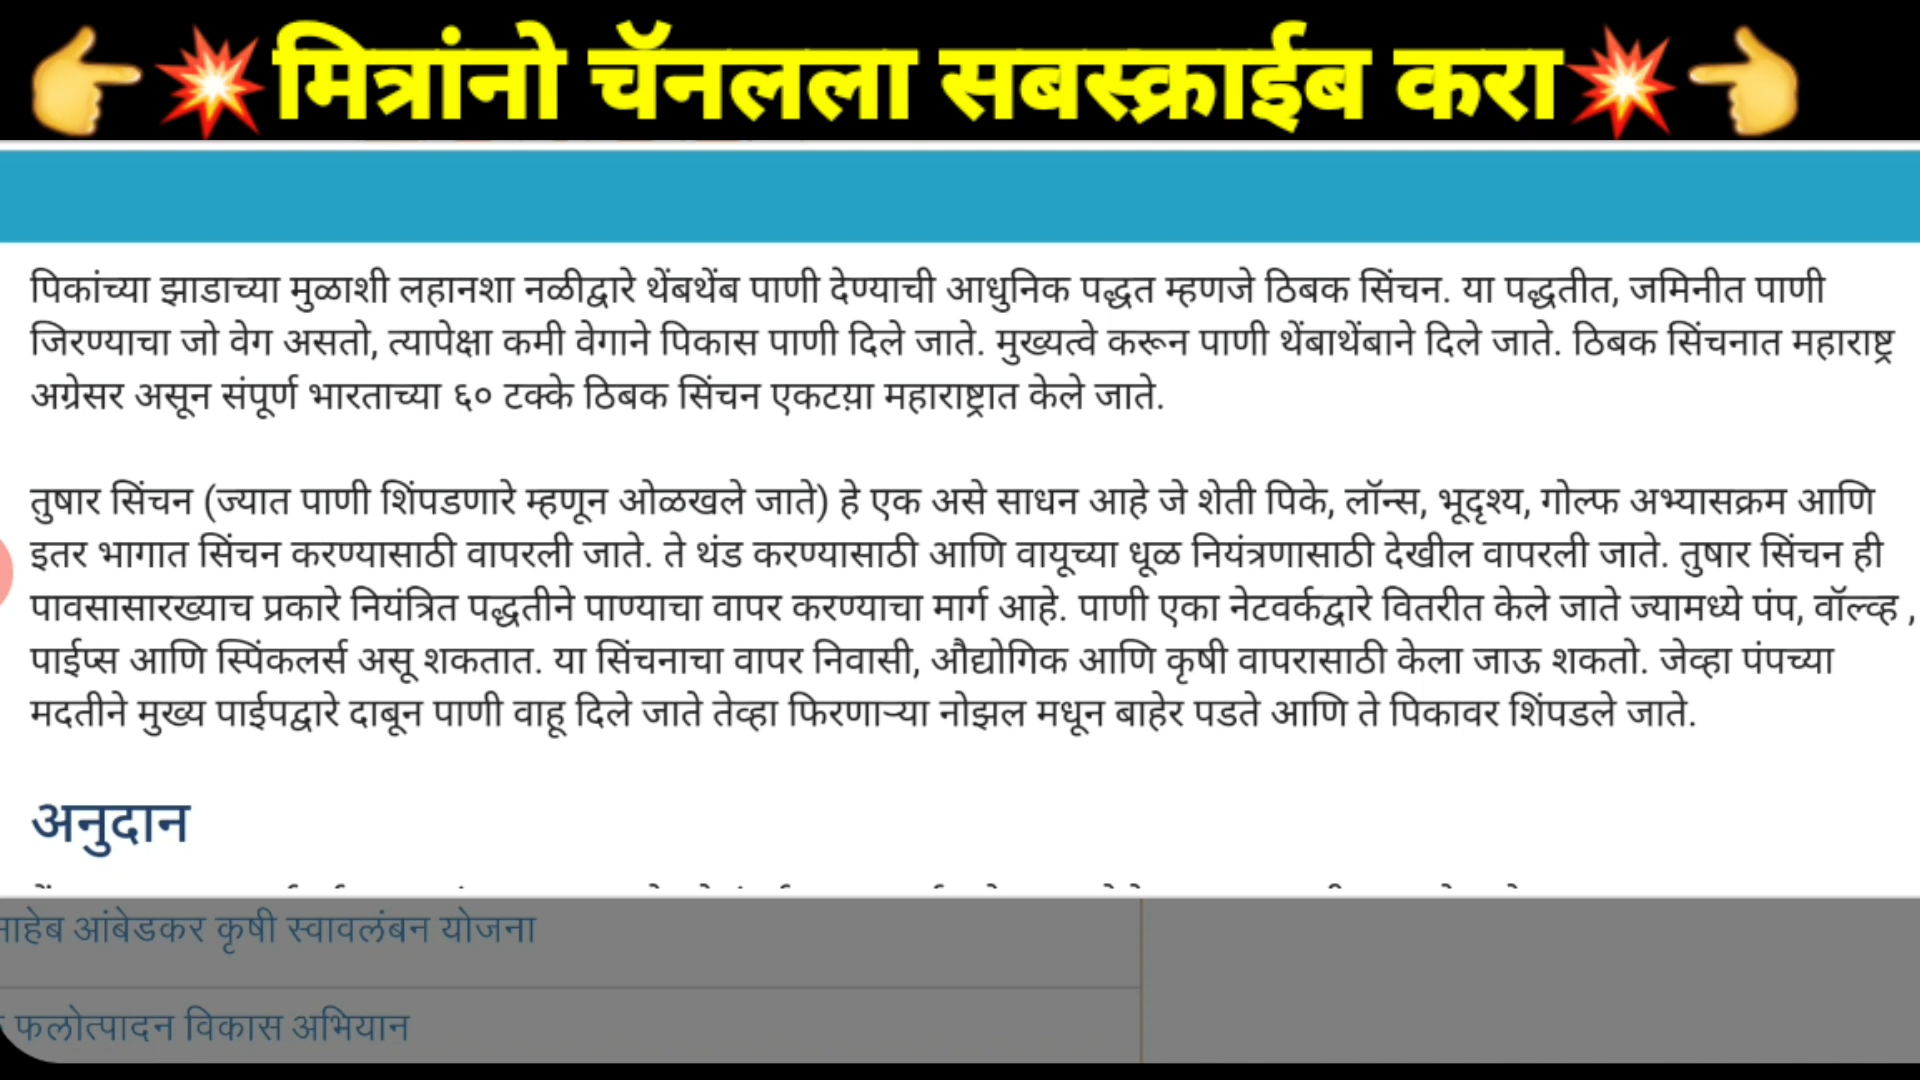 मित्रांनो चॅनलला सबस्क्राईब करा
पिकांच्या झाडाच्या मुळाशी लहानशा नळीद्वारे थेंबथेंब पाणी देण्याची आधुनिक पद्धत म्हणजे ठिबक सिंचन. या पद्धतीत, जमिनीत पाणी
जिरण्याचा जो वेग असतो, त्यापेक्षा कमी वेगाने पिकास पाणी दिले जाते. मुख्यत्वे करून पाणी थेंबाथेंबाने दिले जाते. ठिबक सिंचनात महाराष्ट्र
अग्रेसर असून संपूर्ण भारताच्या ६० टक्के ठिबक सिंचन एकटय़ा महाराष्ट्रात केले जाते.
तुषार सिंचन (ज्यात पाणी शिंपडणारे म्हणून ओळखले जाते) हे एक असे साधन आहे जे शेती पिके, लॉन्स, भूदृश्य, गोल्फ अभ्यासक्रम आणि
इतर भागात सिंचन करण्यासाठी वापरली जाते. ते थंड करण्यासाठी आणि वायूच्या धूळ नियंत्रणासाठी देखील वापरली जाते. तुषार सिंचन ही
पावसासारख्याच प्रकारे नियंत्रित पद्धतीने पाण्याचा वापर करण्याचा मार्ग आहे. पाणी एका नेटवर्कद्वारे वितरीत केले जाते ज्यामध्ये पंप, वॉल्व्ह ,
पाईप्स आणि स्पिंकलर्स असू शकतात. या सिंचनाचा वापर निवासी, औद्योगिक आणि कृषी वापरासाठी केला जाऊ शकतो. जेव्हा पंपच्या
मदतीने मुख्य पाईपद्वारे दाबून पाणी वाहू दिले जाते तेव्हा फिरणाऱ्या नोझल मधून बाहेर पडते आणि ते पिकावर शिंपडले जाते.
अनुदान
आंबेडकर कृषी स्वावलंबन योजना
फलोत्पादन विकास अभियान